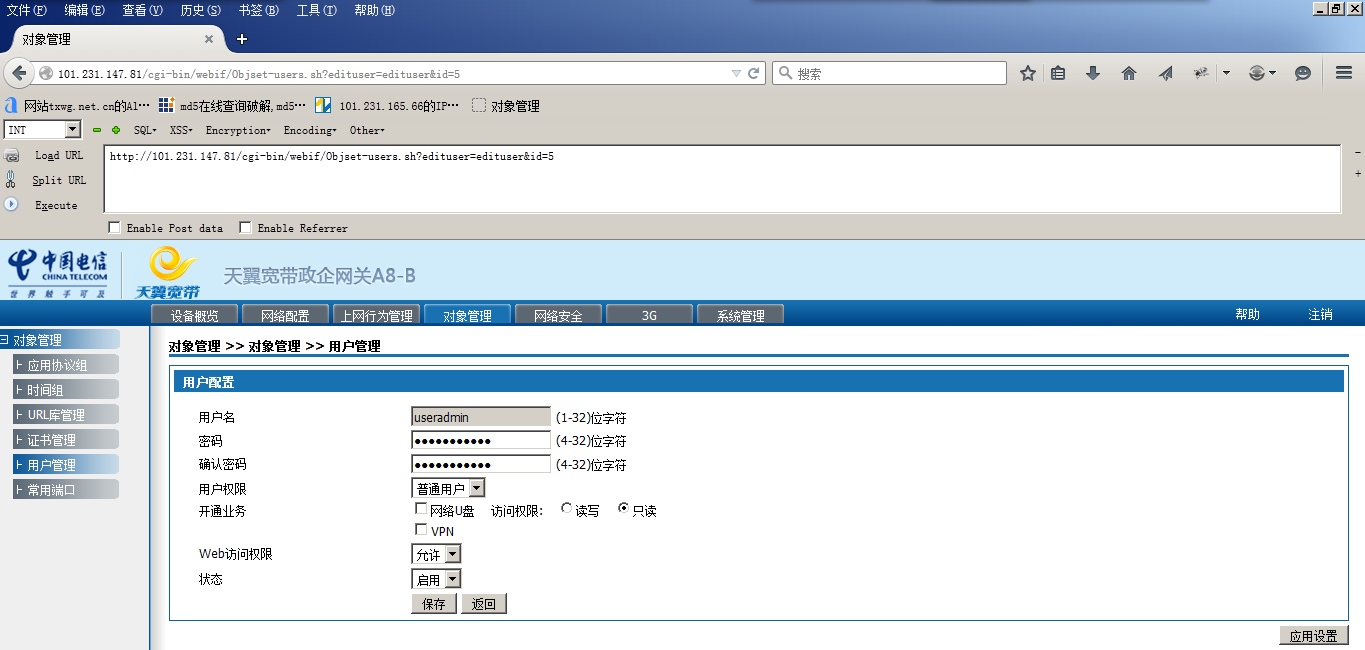 文件(F) 编辑(E) 查看(V) 历史(S) 书签(B) 工具(T) 帮助(H)
对象管理 × +
101.231.147.81/cgi-bin/webif/Objset-users.sh?edituser=edituser&id=5 搜索
网站txwg.net.cn的Al… md5在线查询破解,md5… 101.231.165.66的IP… 对象管理
INT SQL XSS Encryption Encoding Other
Load URL http://101.231.147.81/cgi-bin/webif/Objset-users.sh?edituser=edituser&id=5
Split URL
Execute
Enable Post data Enable Referrer
中国电信
CHINA TELECOM
世界触手可及
天翼宽带
天翼宽带政企网关A8-B
设备概览 网络配置 上网行为管理 对象管理 网络安全 3G 系统管理 帮助 注销
对象管理
应用协议组
时间组
URL库管理
证书管理
用户管理
常用端口
对象管理 >> 对象管理 >> 用户管理
用户配置
用户名 useradmin (1-32)位字符
密码 ●●●●●●●●●●● (4-32)位字符
确认密码 ●●●●●●●●●●● (4-32)位字符
用户权限 普通用户
开通业务 网络U盘 访问权限: 读写 只读
VPN
Web访问权限 允许
状态 启用
保存 返回
应用设置